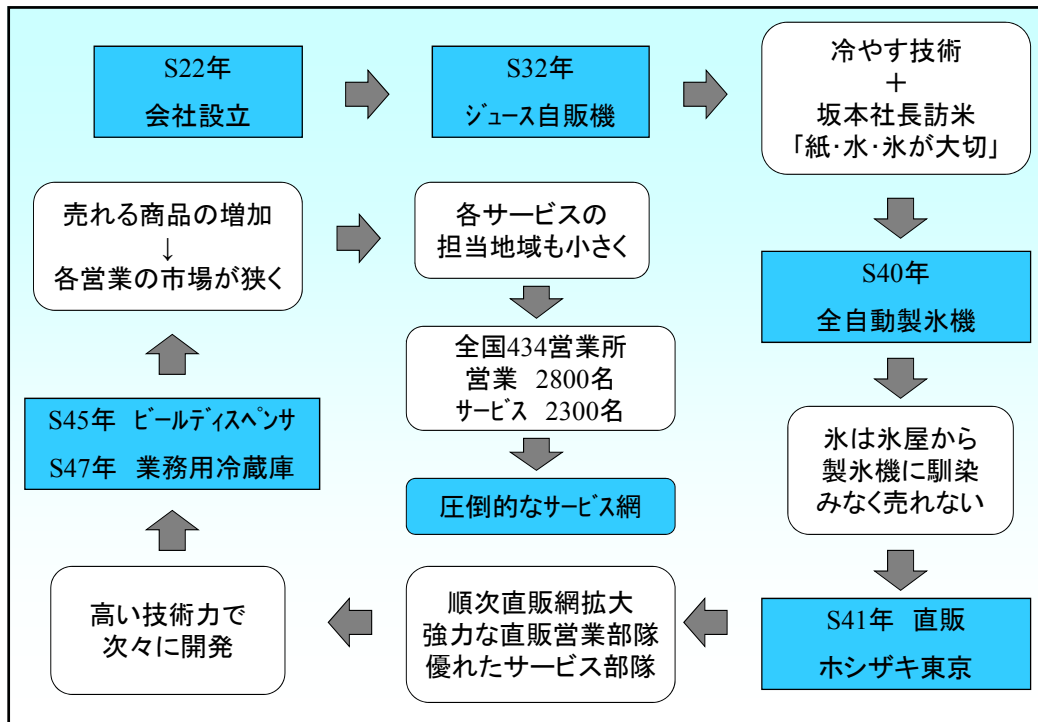 S22年
会社設立
S32年
ｼﾞｭース自販機
冷やす技術
＋
坂本社長訪米
「紙･水･氷が大切」
S40年
全自動製氷機
氷は氷屋から
製氷機に馴染
みなく売れない
S41年 直販
ホシザキ東京
順次直販網拡大
強力な直販営業部隊
優れたサービス部隊
高い技術力で
次々に開発
S45年 ﾋﾞールディスペンサ
S47年 業務用冷蔵庫
売れる商品の増加
↓
各営業の市場が狭く
各サービスの
担当地域も小さく
全国434営業所
営業 2800名
サービス 2300名
圧倒的なサービス網